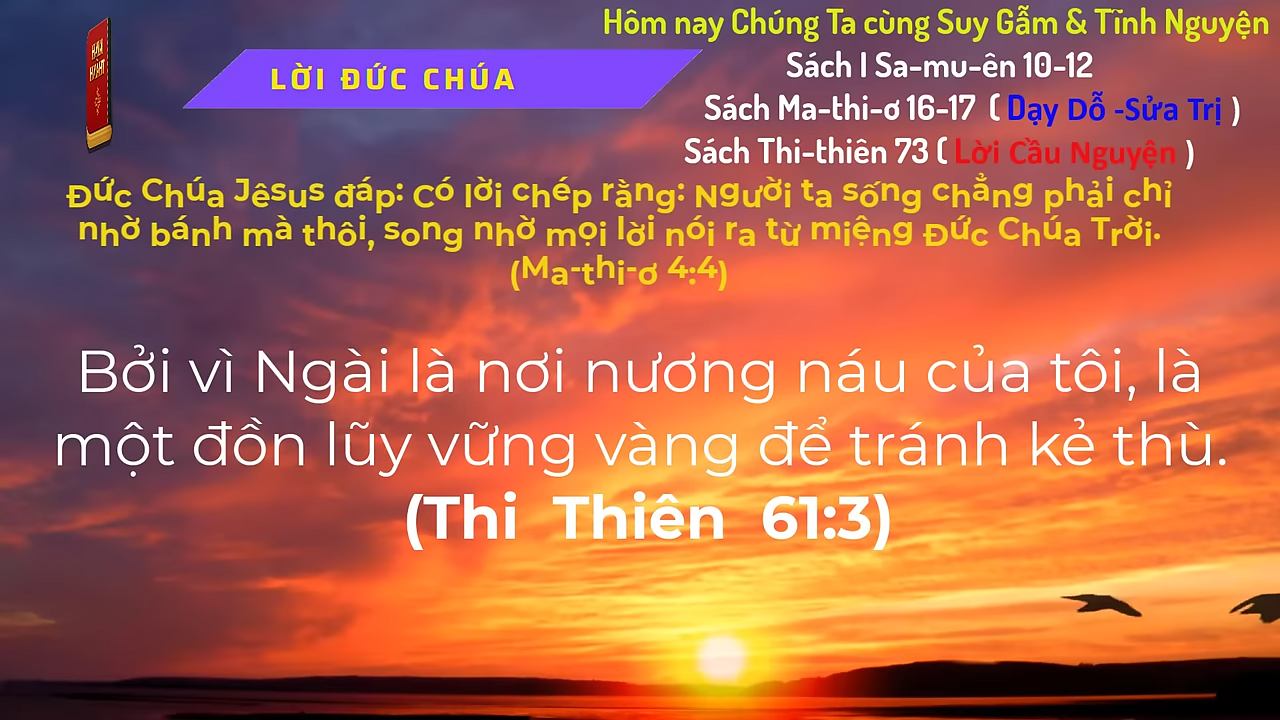 Hôm nay Chúng Ta cùng Suy Gẫm & Tĩnh Nguyện
LỜI ĐỨC CHÚA
Sách I Sa-mu-ên 10-12
Sách Ma-thi-ơ 16-17 ( Dạy Dỗ -Sửa Trị )
Sách Thi-thiên 73 ( Lời Cầu Nguyện )
Đức Chúa Jêsus đáp: Có lời chép rằng: Người ta sống chẳng phải chỉ
nhờ bánh mà thôi, song nhờ mọi lời nói ra từ miệng Đức Chúa Trời.
(Ma-thi-ơ 4:4)
Bởi vì Ngài là nơi nương náu của tôi, là
một đồn lũy vững vàng để tránh kẻ thù.
(Thi Thiên 61:3)